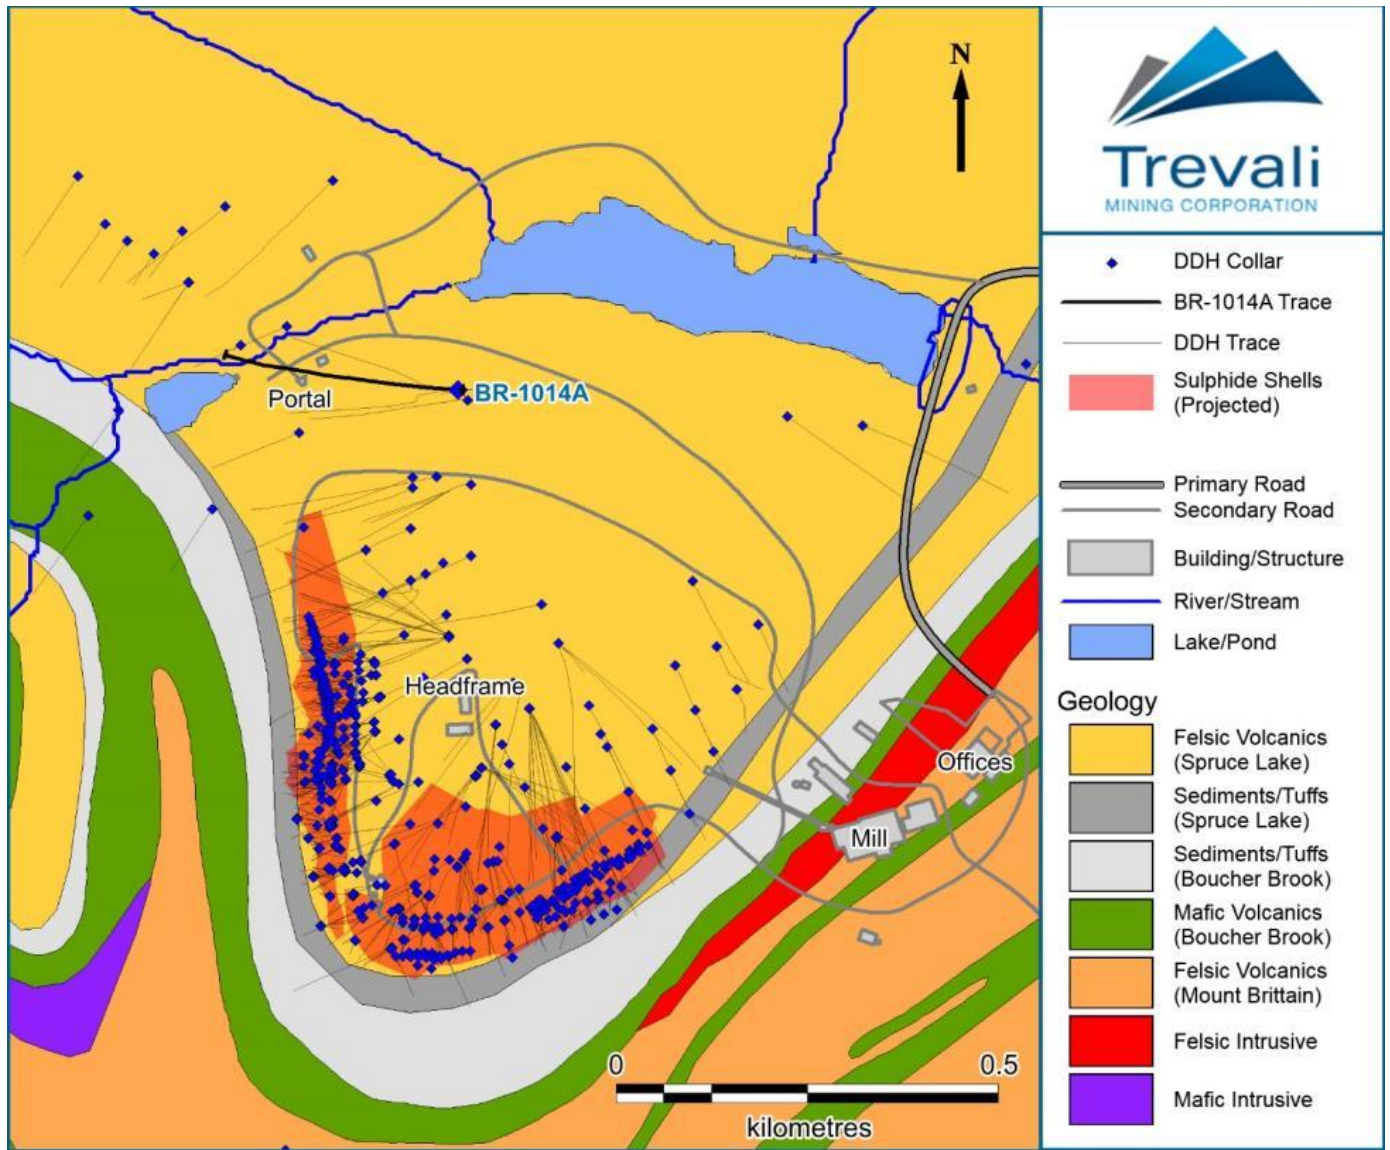 N
Portal
BR-1014A
Headframe
Offices
Mill
0
0.5
kilometres
Trevali
MINING CORPORATION
DDH Collar
BR-1014A Trace
DDH Trace
Sulphide Shells
(Projected)
Primary Road
Secondary Road
Building/Structure
River/Stream
Lake/Pond
Geology
Felsic Volcanics
(Spruce Lake)
Sediments/Tuffs
(Spruce Lake)
Sediments/Tuffs
(Boucher Brook)
Mafic Volcanics
(Boucher Brook)
Felsic Volcanics
(Mount Brittain)
Felsic Intrusive
Mafic Intrusive